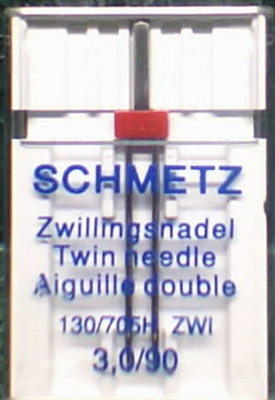 SCHMETZ
Zwillingsnadel
Twin needle
Aiguille double
130/705H ZWI
3,0/90